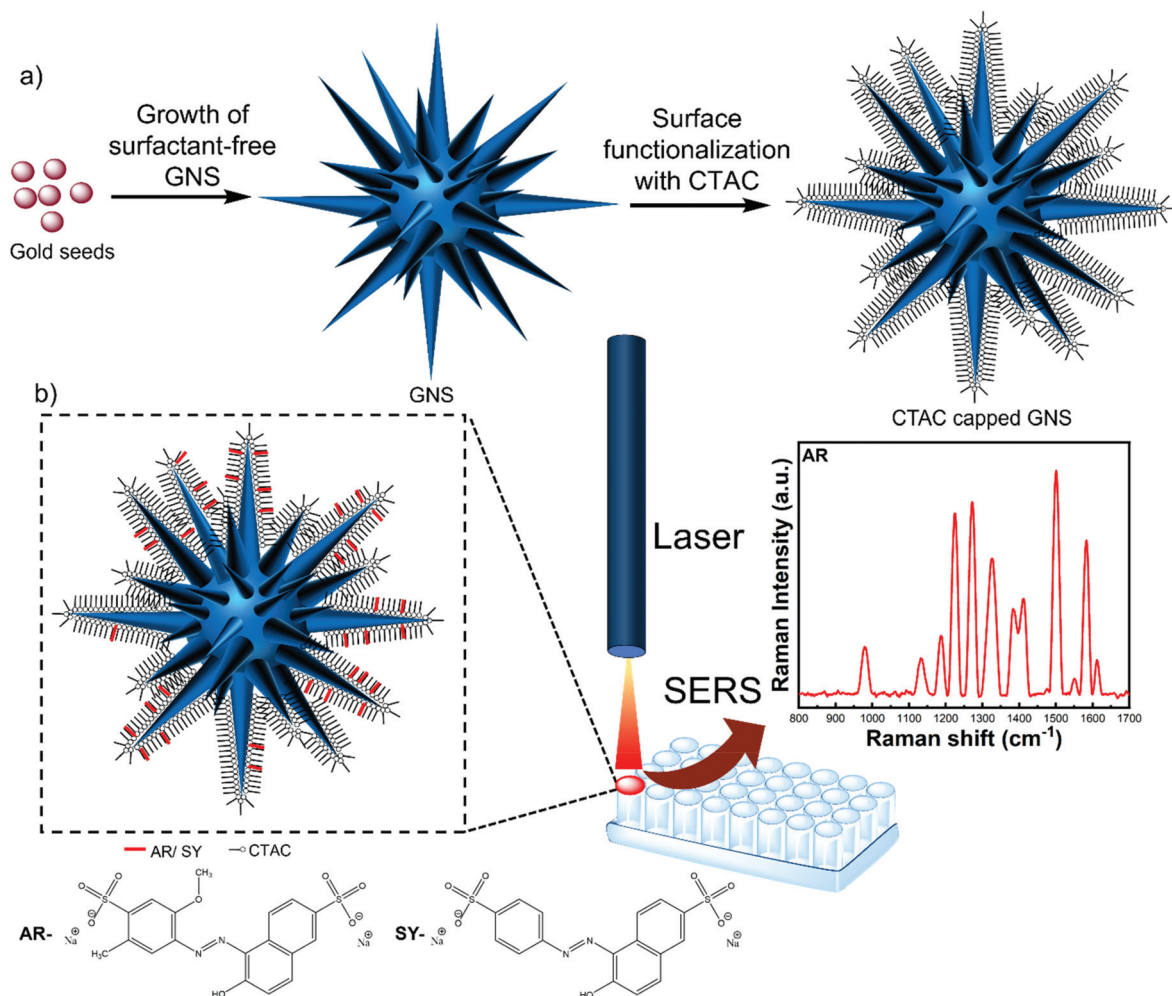 a)
Gold seeds
Growth of
surfactant-free
GNS
GNS
Surface
functionalization
with CTAC
CTAC capped GNS
b)
AR/ SY
CTAC
Laser
SERS
AR
Raman Intensity (a.u.)
800 900 1000 1100 1200 1300 1400 1500 1600 1700
Raman shift (cm⁻¹)
AR-
O
O
S
O
⊖
Na
⊕
O
CH₃
H₃C
N
N
HO
O
O
S
O
⊖
Na
⊕
SY-
O
O
S
O
⊖
Na
⊕
N
N
HO
O
O
S
O
⊖
Na
⊕